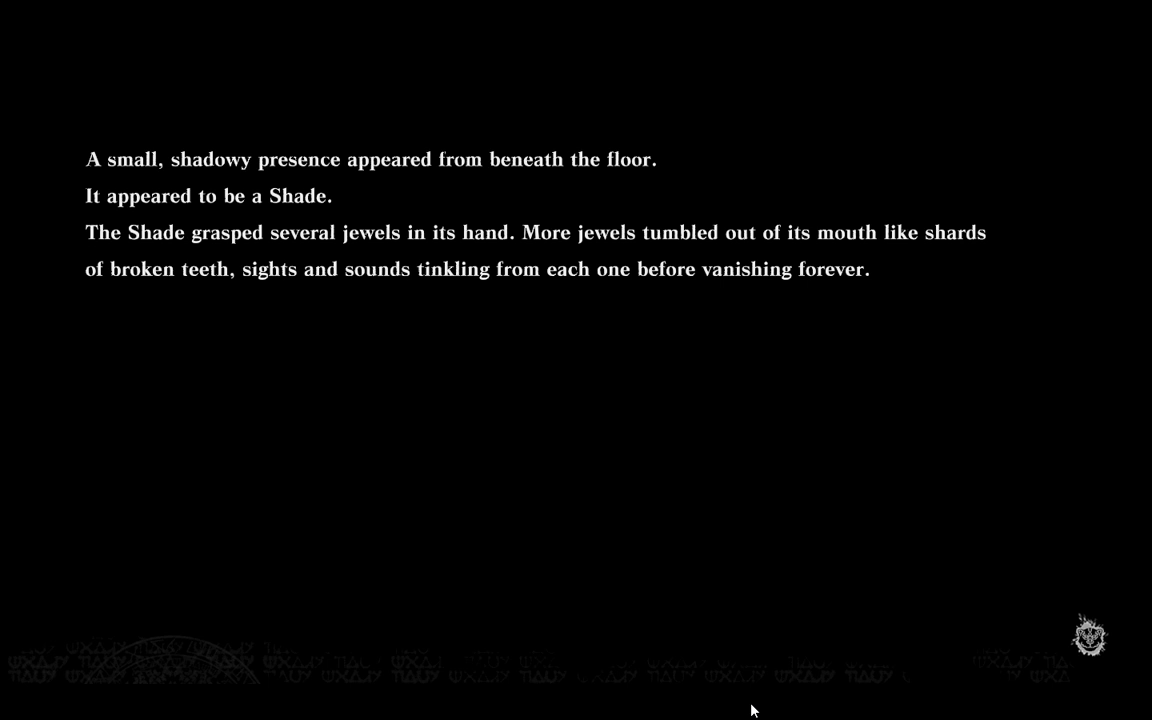 A small, shadowy presence appeared from beneath the floor.
It appeared to be a Shade.
The Shade grasped several jewels in its hand. More jewels tumbled out of its mouth like shards
of broken teeth, sights and sounds tinkling from each one before vanishing forever.